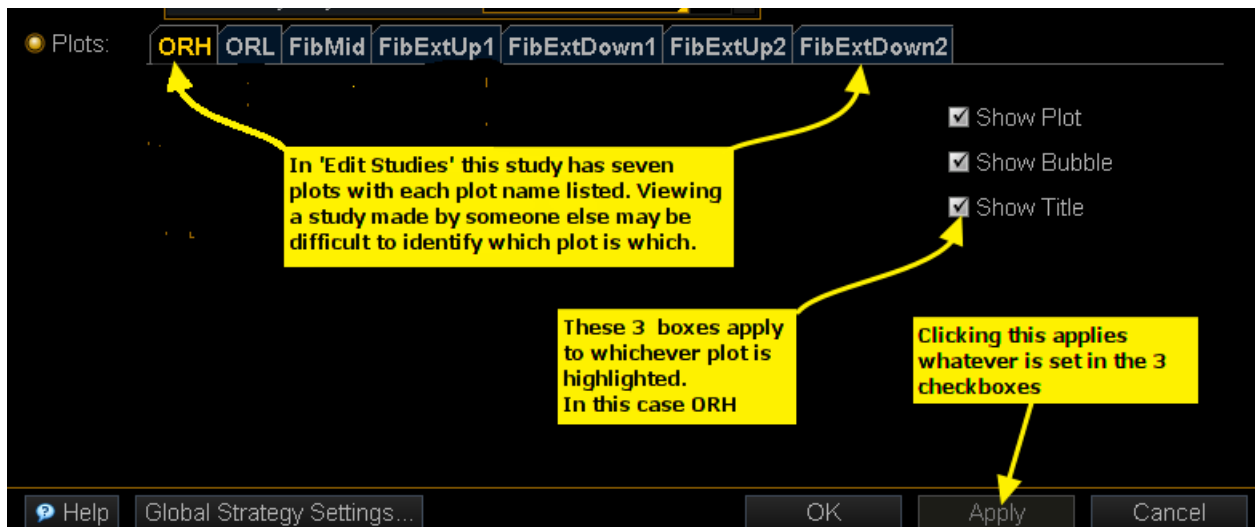 Plots:
ORH ORL FibMid FibExtUp1 FibExtDown1 FibExtUp2 FibExtDown2
Show Plot
Show Bubble
Show Title
In 'Edit Studies' this study has seven
plots with each plot name listed. Viewing
a study made by someone else may be
difficult to identify which plot is which.
These 3 boxes apply
to whichever plot is
highlighted.
In this case ORH
Clicking this applies
whatever is set in the 3
checkboxes
Help Global Strategy Settings... OK Apply Cancel